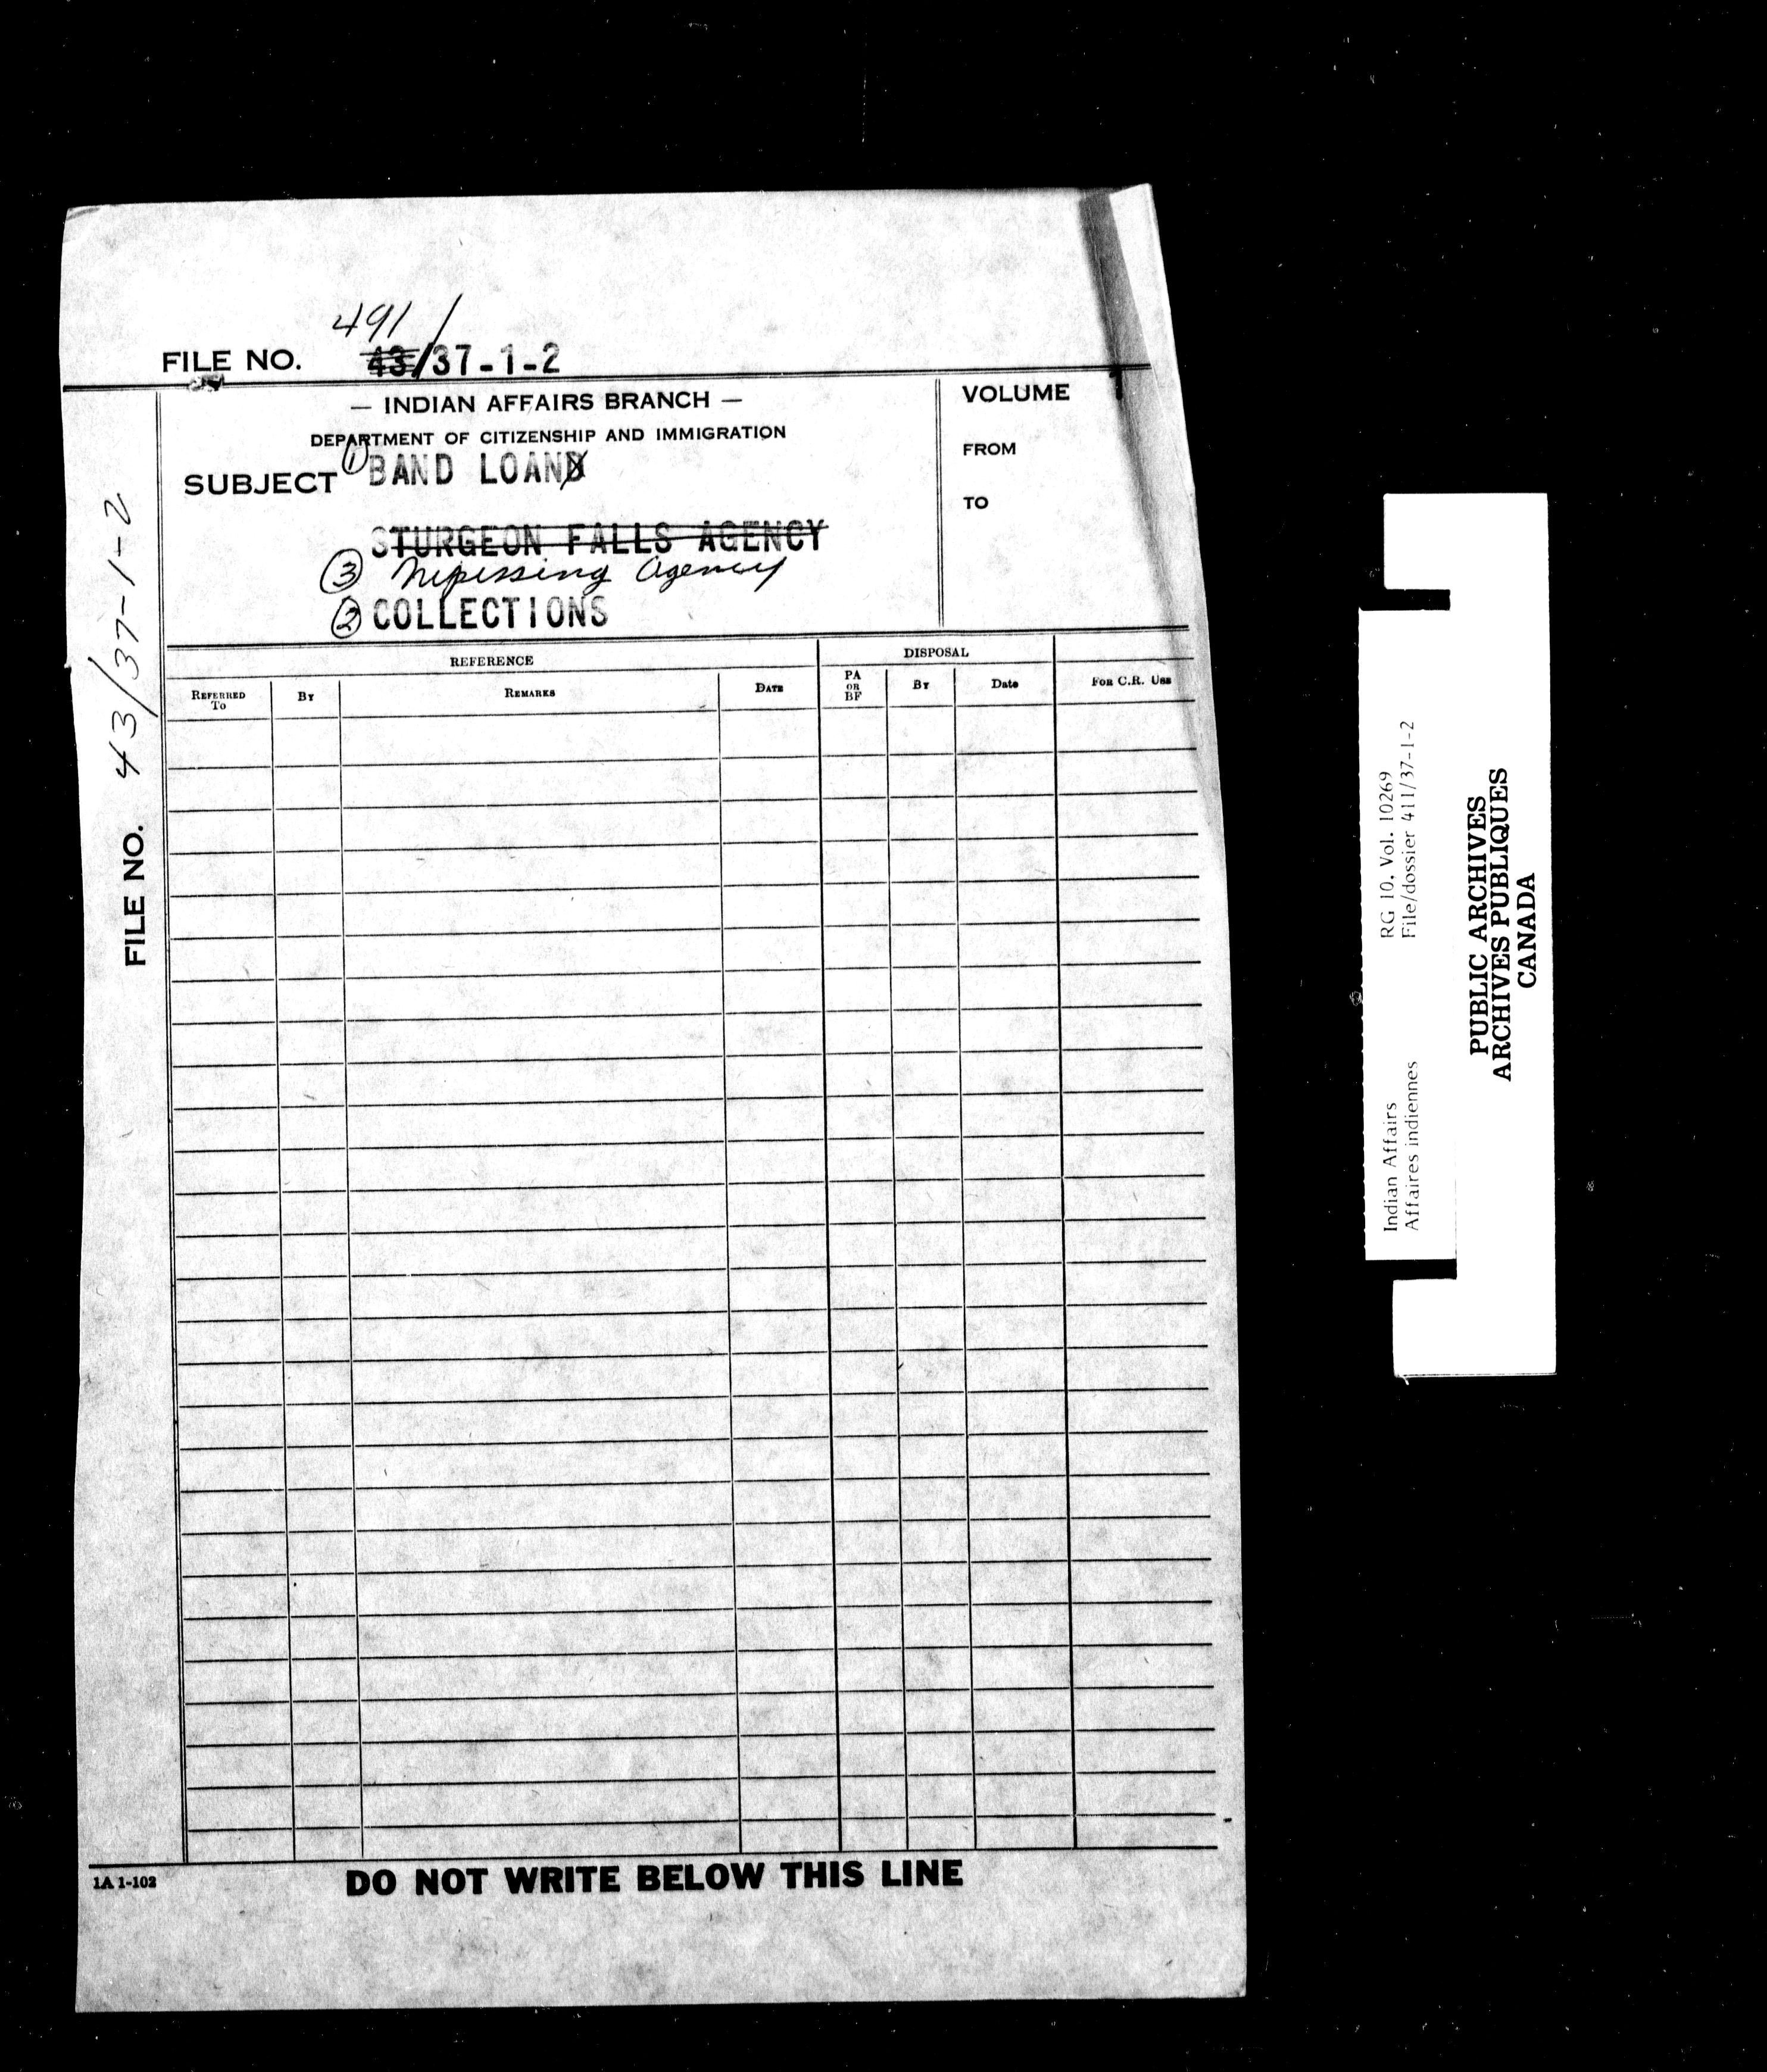 491/
FILE NO. 43/37-1-2
— INDIAN AFFAIRS BRANCH —
DEPARTMENT OF CITIZENSHIP AND IMMIGRATION
SUBJECT ① BAND LOANS
STURGEON FALLS AGENCY
③ Nipissing Agency
② COLLECTIONS
VOLUME 1
FROM
TO
REFERENCE
DISPOSAL
REFERRED TO
BY
REMARKS
DATE
PA OR BF
BY
Date
FOR C.R. Use
FILE NO. 43/37-1-2
1A 1-102
DO NOT WRITE BELOW THIS LINE
Indian Affairs RG 10, Vol. 10269
Affaires indiennes File/dossier 411/37-1-2
PUBLIC ARCHIVES
ARCHIVES PUBLIQUES
CANADA